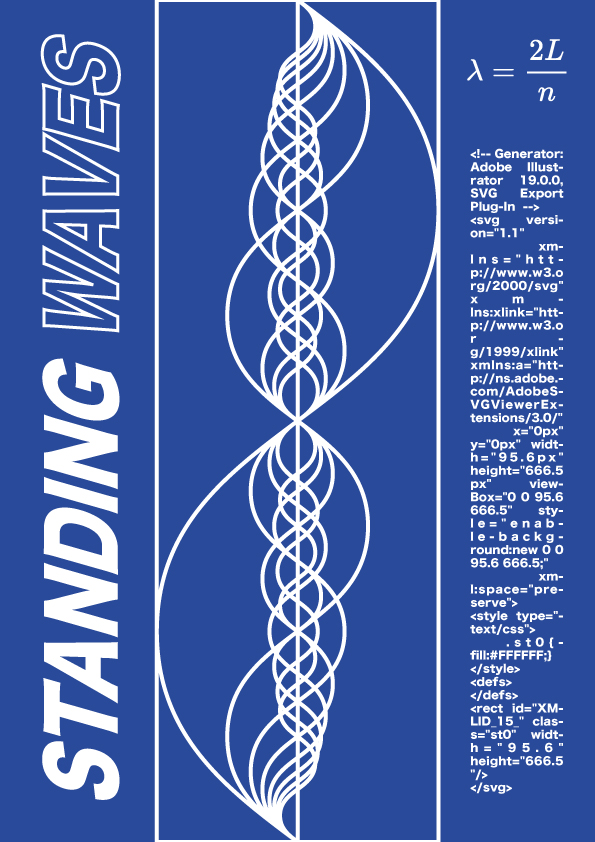 STANDING WAVES
λ = 2L/n
<!-- Generator:
Adobe Illust-
rator 19.0.0,
SVG Export
Plug-In -->
<svg versi-
on="1.1"
xm-
lns="htt-
p://www.w3.o
rg/2000/svg"
x m -
lns:xlink="htt-
p://www.w3.o
r -
g/1999/xlink"
xmlns:a="htt-
p://ns.adobe.-
com/AdobeS-
VGViewerEx-
tensions/3.0/"
x="0px"
y="0px" widt-
h="95.6px"
height="666.5
px" view-
Box="0 0 95.6
666.5" sty-
le="enab-
le-backg-
round:new 0 0
95.6 666.5;"
xm-
l:space="pre-
serve">
<style type="-
text/css">
.st0{-
fill:#FFFFFF;}
</style>
<defs>
</defs>
<rect id="XM-
LID_15_" clas-
s="st0" widt-
h="95.6"
height="666.5
"/>
</svg>